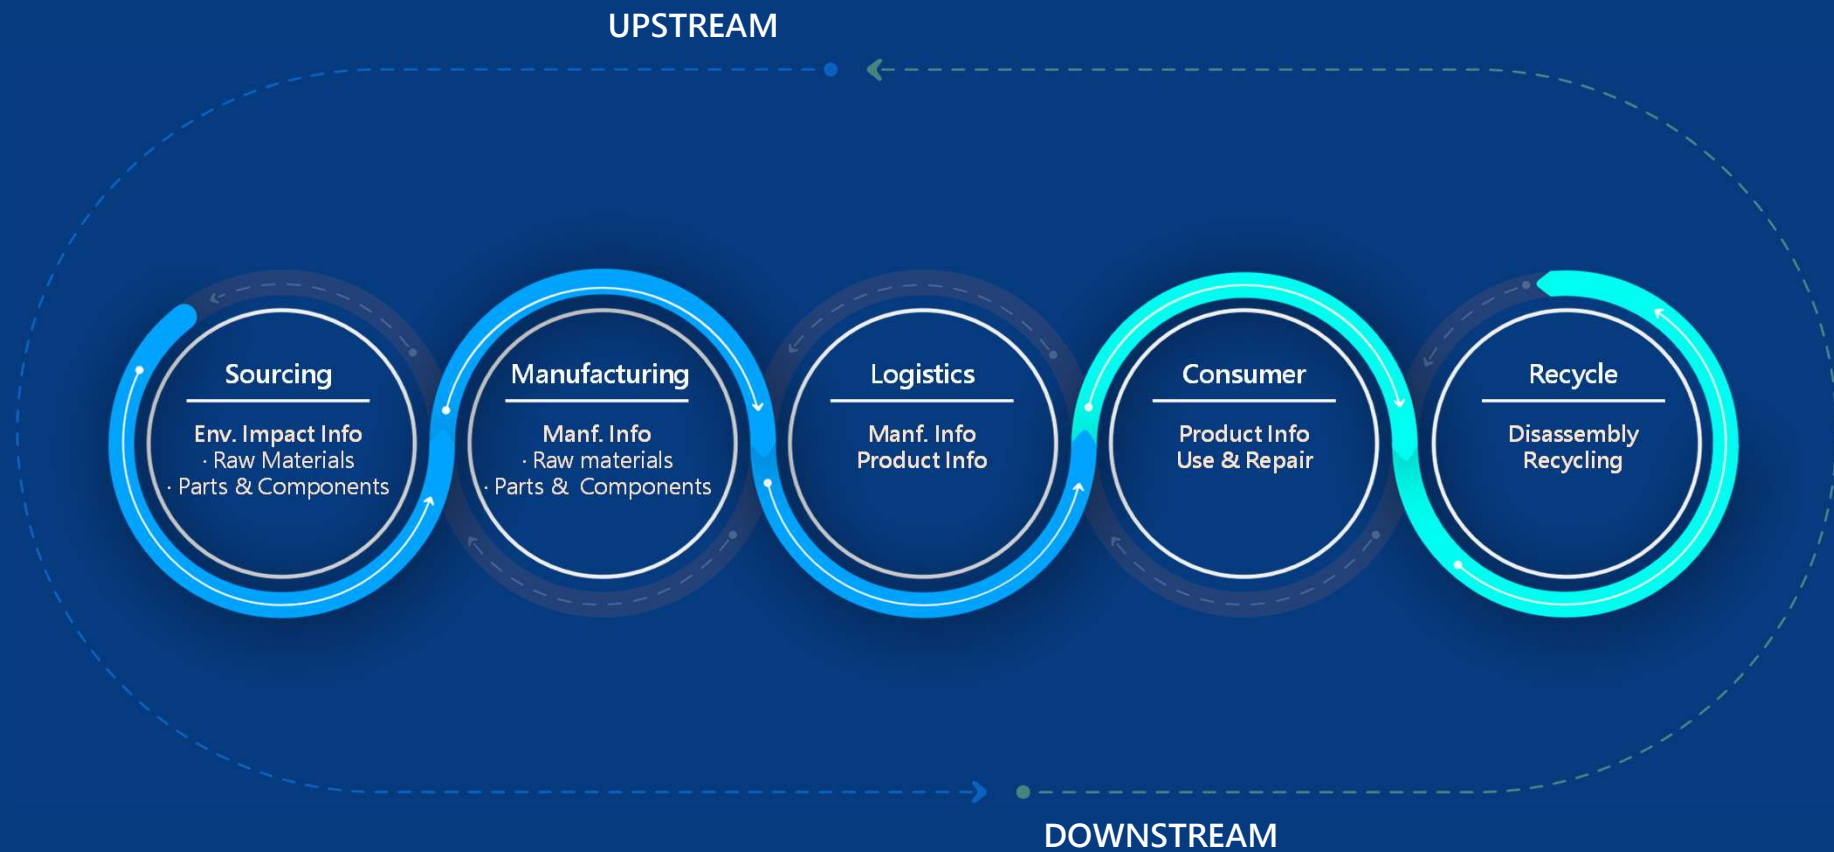 UPSTREAM
Sourcing
Env. Impact Info
· Raw Materials
· Parts & Components
Manufacturing
Manf. Info
· Raw materials
· Parts & Components
Logistics
Manf. Info
Product Info
Consumer
Product Info
Use & Repair
Recycle
Disassembly
Recycling
DOWNSTREAM